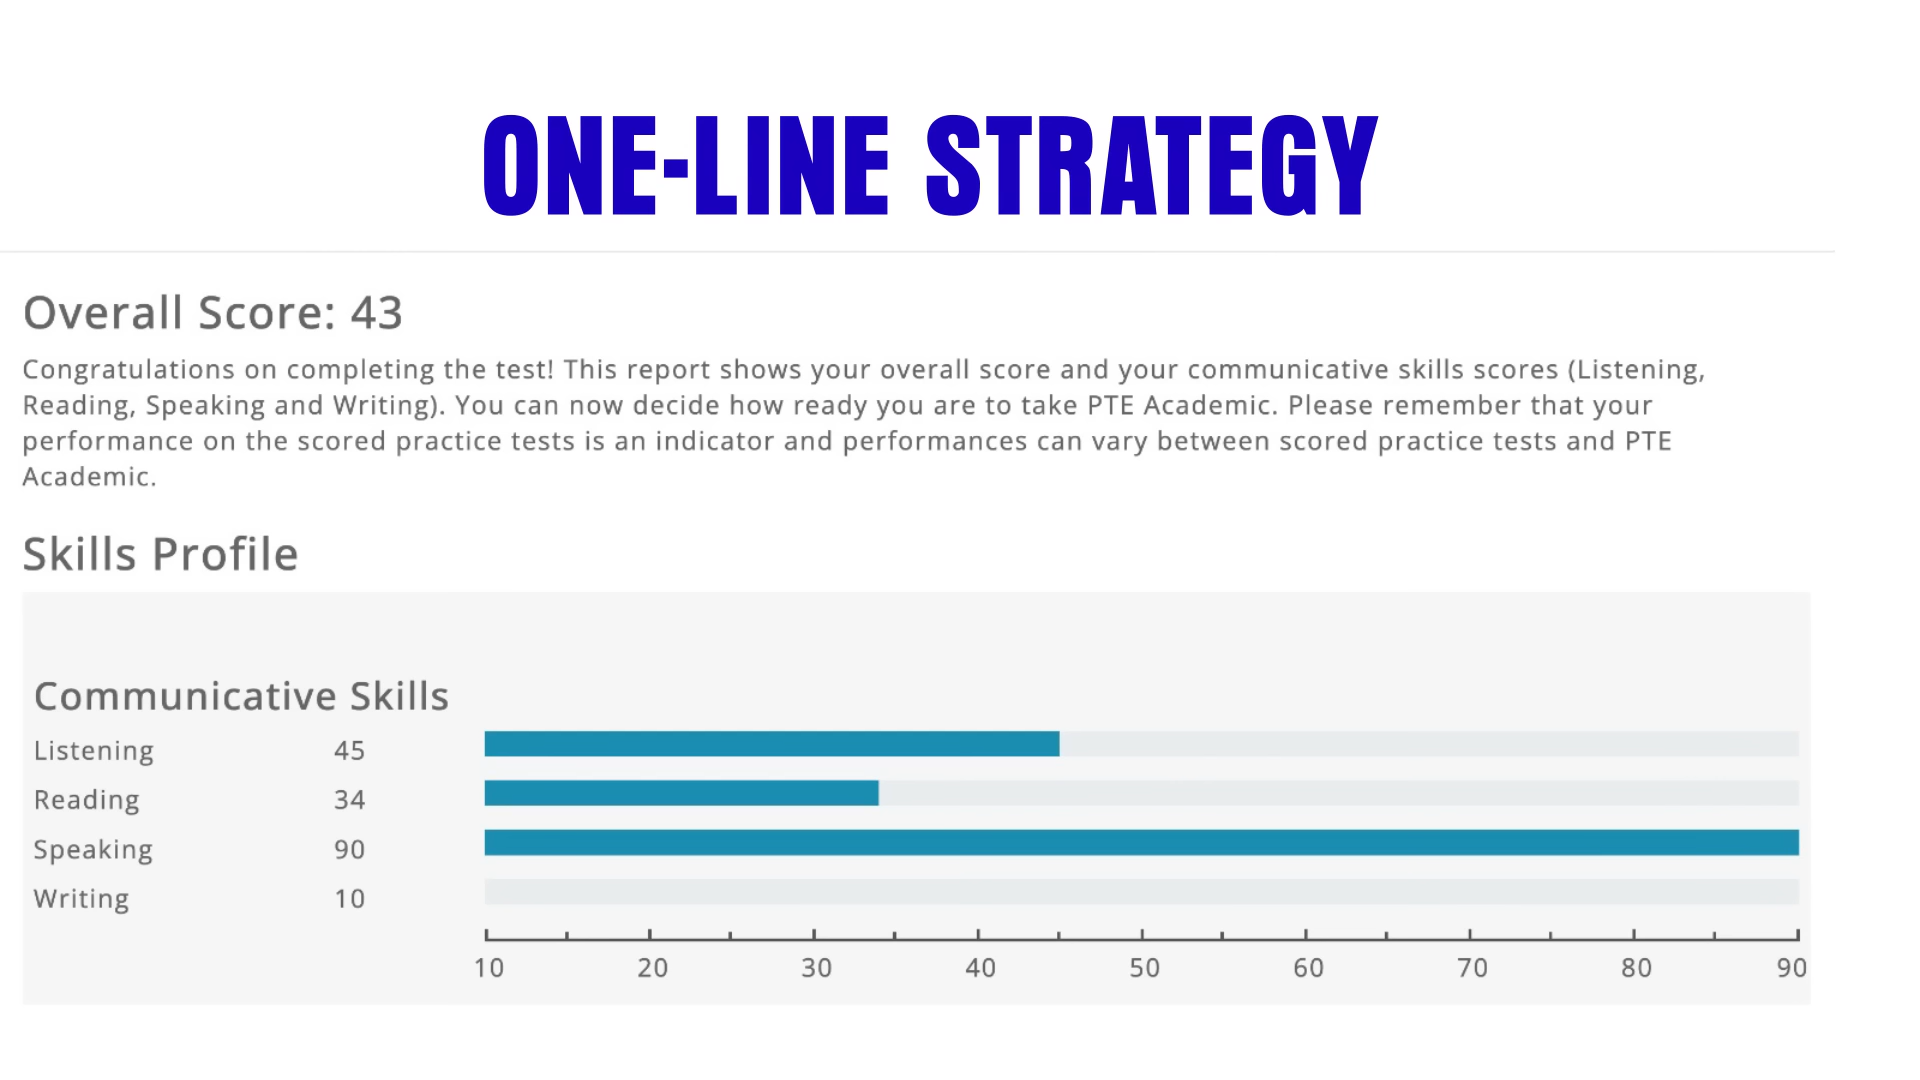 ONE-LINE STRATEGY
Overall Score: 43
Congratulations on completing the test! This report shows your overall score and your communicative skills scores (Listening,
Reading, Speaking and Writing). You can now decide how ready you are to take PTE Academic. Please remember that your
performance on the scored practice tests is an indicator and performances can vary between scored practice tests and PTE
Academic.
Skills Profile
Communicative Skills
Listening 45
Reading 34
Speaking 90
Writing 10
10 20 30 40 50 60 70 80 90